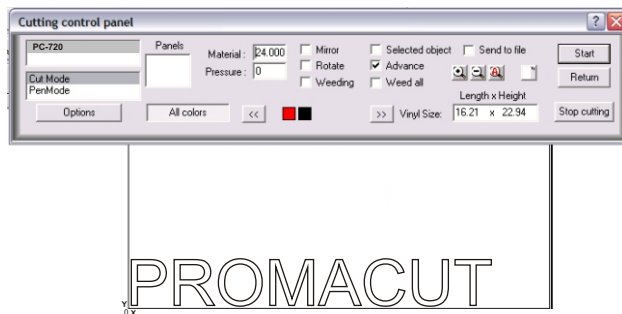 Cutting control panel
PC-720
Panels
Material : 24.000
Mirror
Selected object
Send to file
Start
Pressure : 0
Rotate
Advance
Cut Mode
Weeding
Weed all
Return
PenMode
Length x Height
Options
All colors
<<
>>
Vinyl Size:
16.21 x 22.94
Stop cutting
PROMACUT
Y
0 X